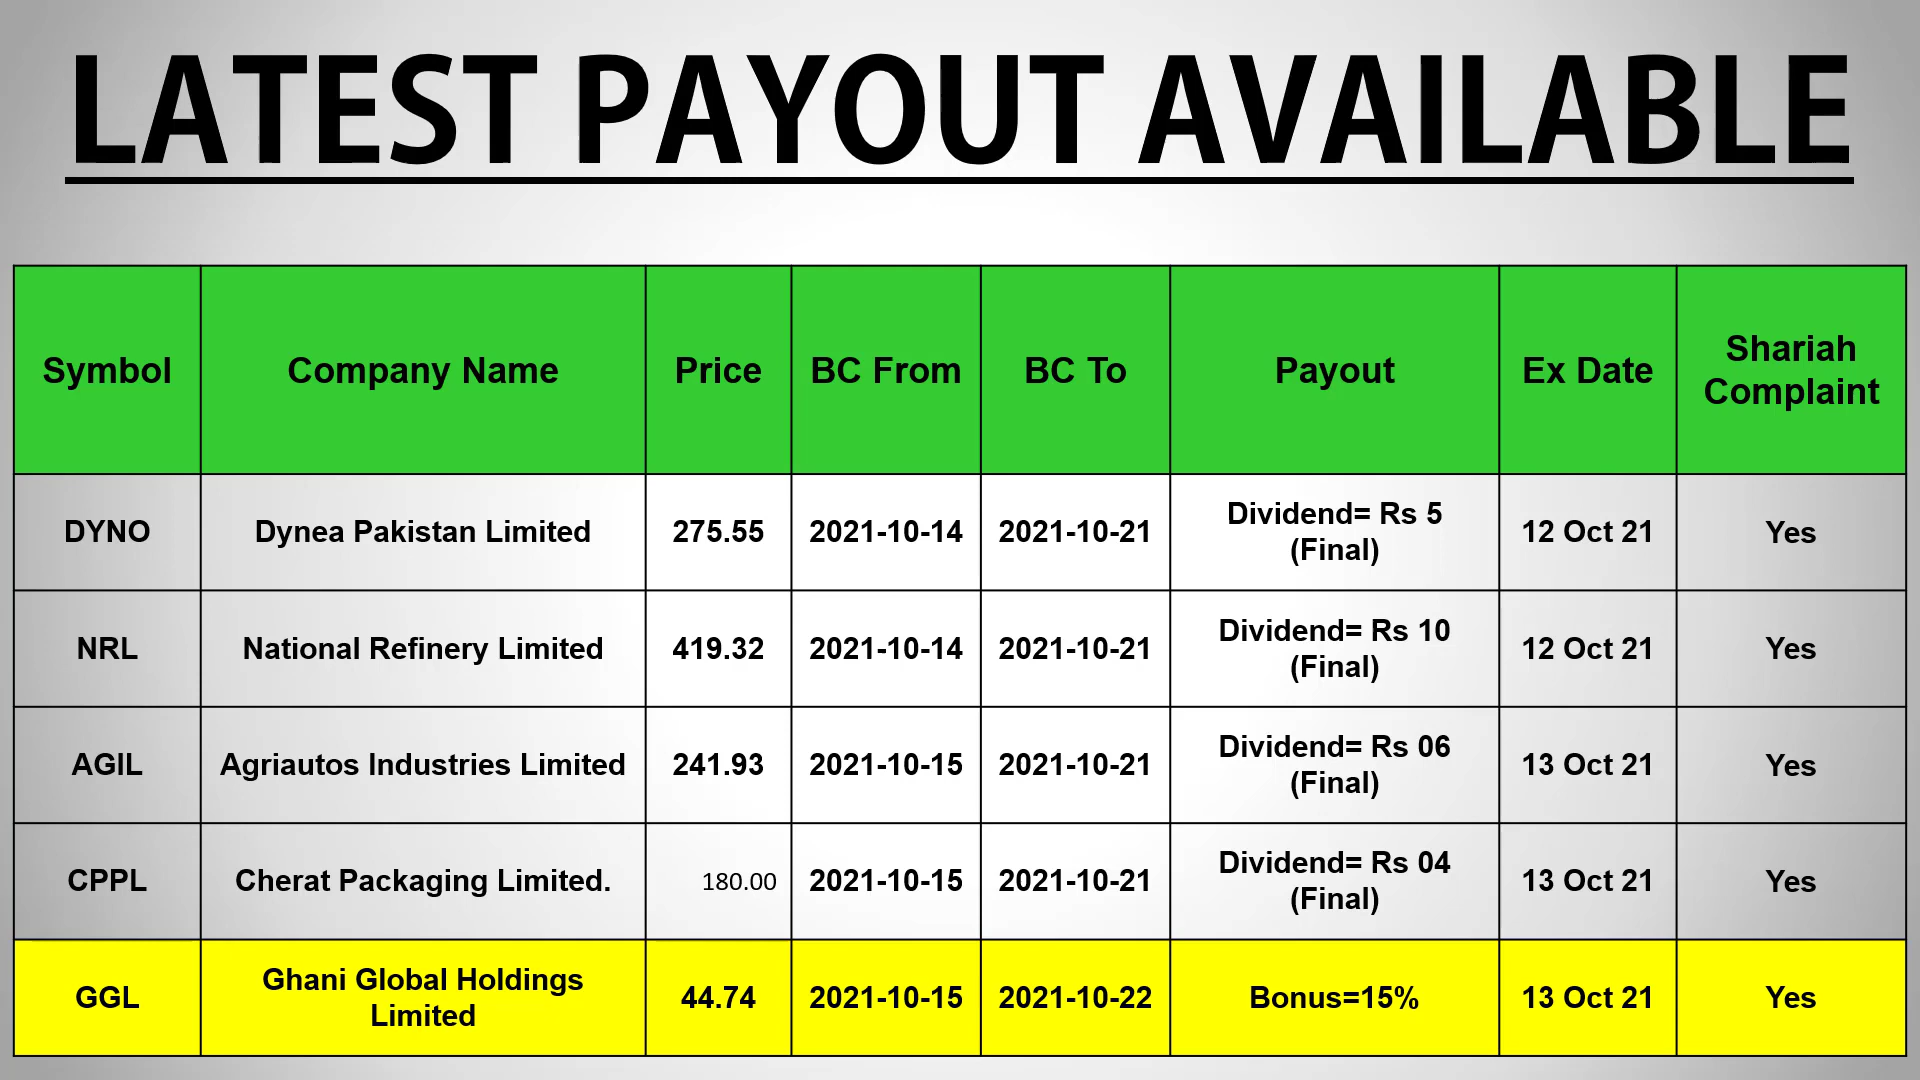 LATEST PAYOUT AVAILABLE
Symbol Company Name Price BC From BC To Payout Ex Date Shariah Complaint
DYNO Dynea Pakistan Limited 275.55 2021-10-14 2021-10-21 Dividend= Rs 5 (Final) 12 Oct 21 Yes
NRL National Refinery Limited 419.32 2021-10-14 2021-10-21 Dividend= Rs 10 (Final) 12 Oct 21 Yes
AGIL Agriautos Industries Limited 241.93 2021-10-15 2021-10-21 Dividend= Rs 06 (Final) 13 Oct 21 Yes
CPPL Cherat Packaging Limited. 180.00 2021-10-15 2021-10-21 Dividend= Rs 04 (Final) 13 Oct 21 Yes
GGL Ghani Global Holdings Limited 44.74 2021-10-15 2021-10-22 Bonus=15% 13 Oct 21 Yes